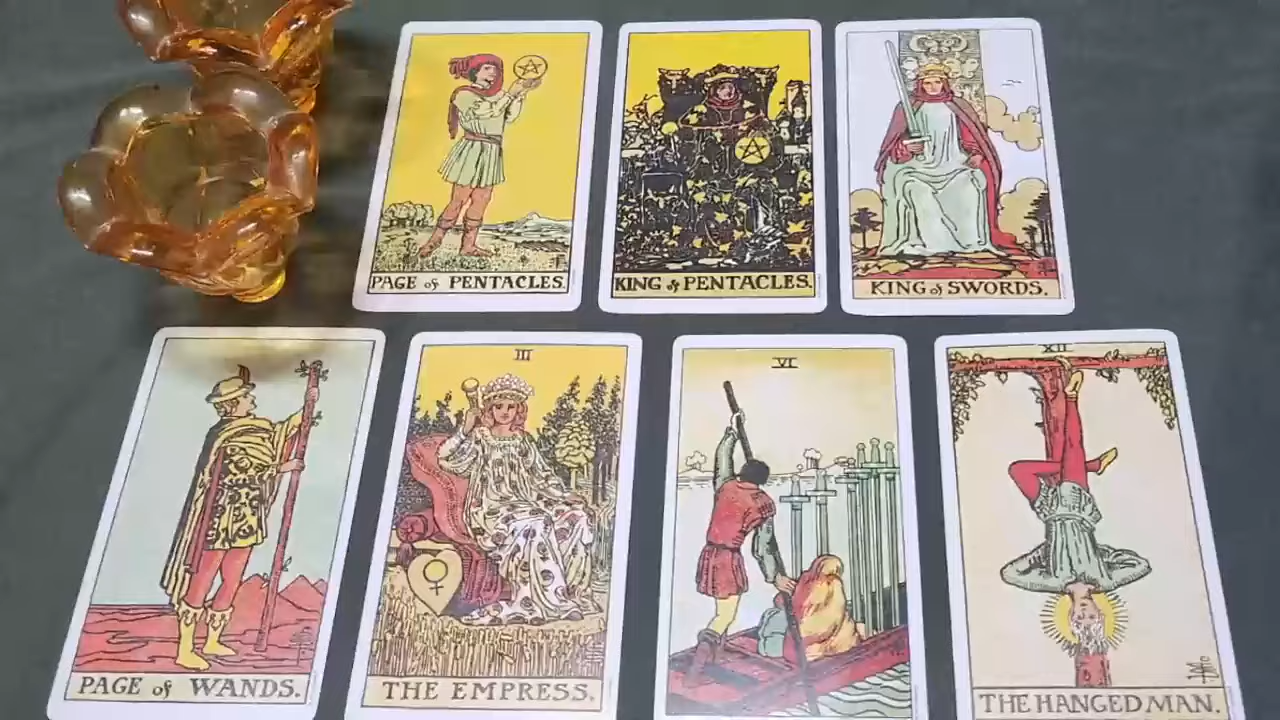 PAGE of PENTACLES.
KING of PENTACLES.
KING of SWORDS.
PAGE of WANDS.
III
THE EMPRESS.
VI
XII
THE HANGED MAN.